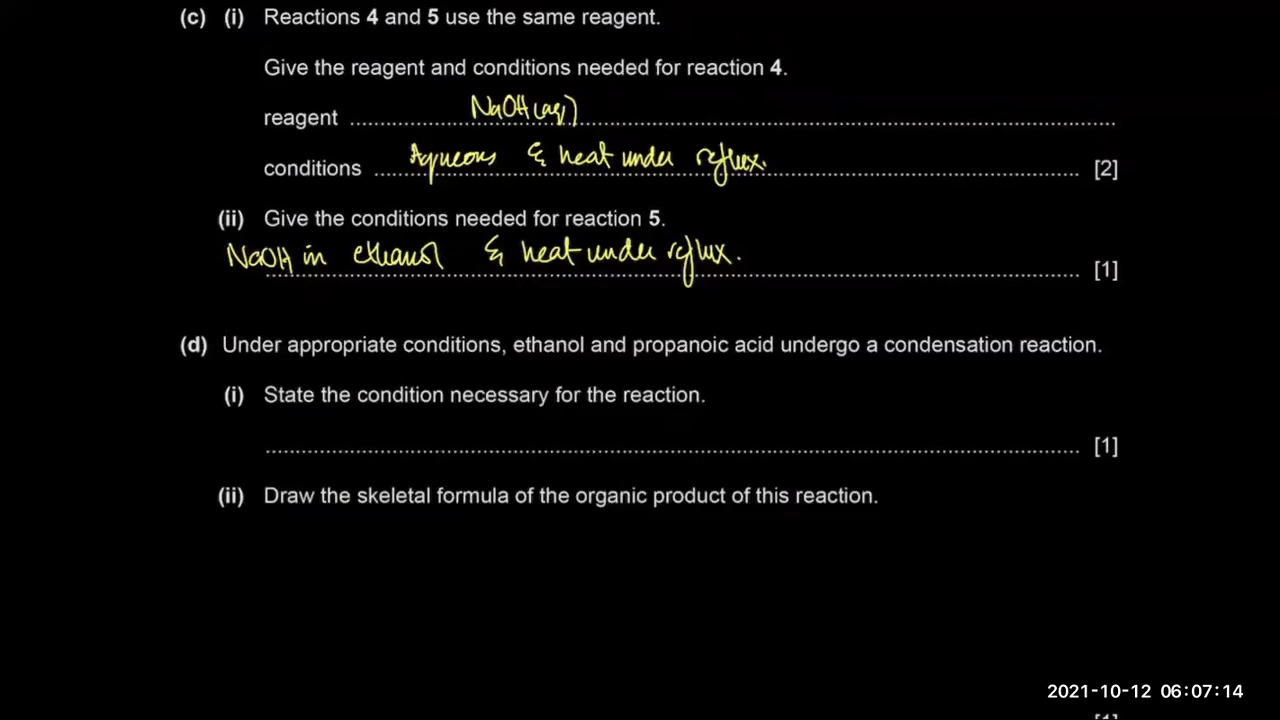 (c) (i) Reactions 4 and 5 use the same reagent.
Give the reagent and conditions needed for reaction 4.
reagent NaOH(aq)
conditions Aqueous & heat under reflux. [2]
(ii) Give the conditions needed for reaction 5.
NaOH in ethanol & heat under reflux. [1]
(d) Under appropriate conditions, ethanol and propanoic acid undergo a condensation reaction.
(i) State the condition necessary for the reaction.
[1]
(ii) Draw the skeletal formula of the organic product of this reaction.
2021-10-12 06:07:14
[1]